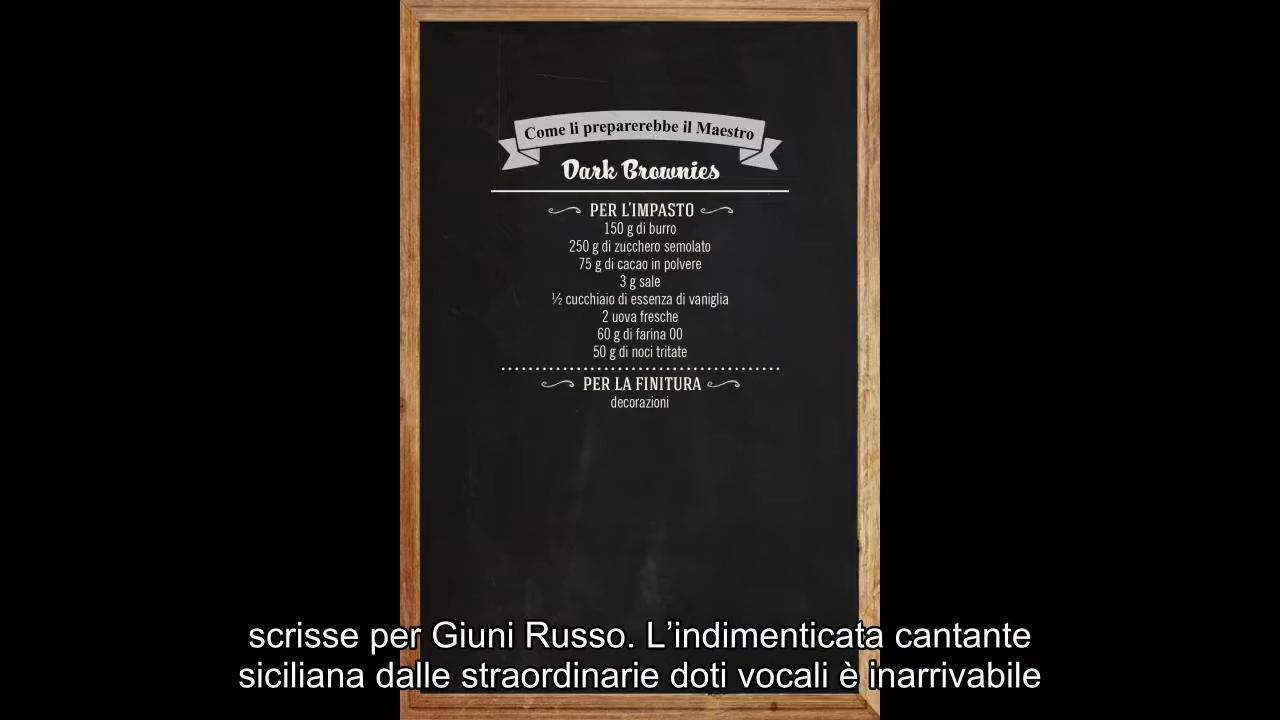 Come li preparerebbe il Maestro
Dark Brownies
PER L'IMPASTO
150 g di burro
250 g di zucchero semolato
75 g di cacao in polvere
3 g sale
½ cucchiaio di essenza di vaniglia
2 uova fresche
60 g di farina 00
50 g di noci tritate
PER LA FINITURA
decorazioni
scrisse per Giuni Russo. L’indimenticata cantante
siciliana dalle straordinarie doti vocali è inarrivabile